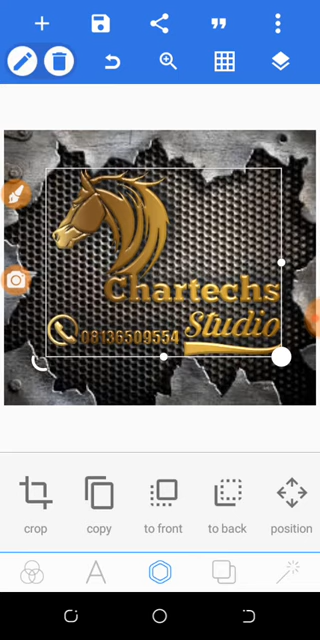 Chartechs
Studio
08136509554
crop
copy
to front
to back
position